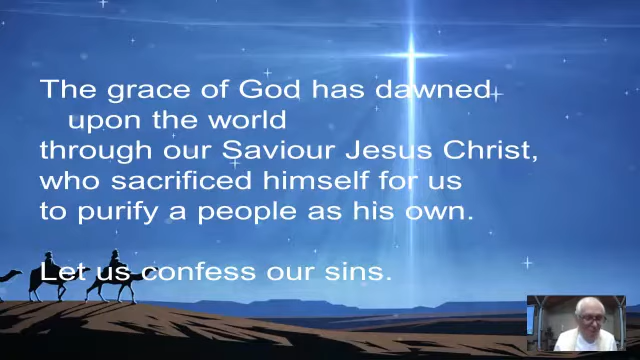 The grace of God has dawned
upon the world
through our Saviour Jesus Christ,
who sacrificed himself for us
to purify a people as his own.
Let us confess our sins.